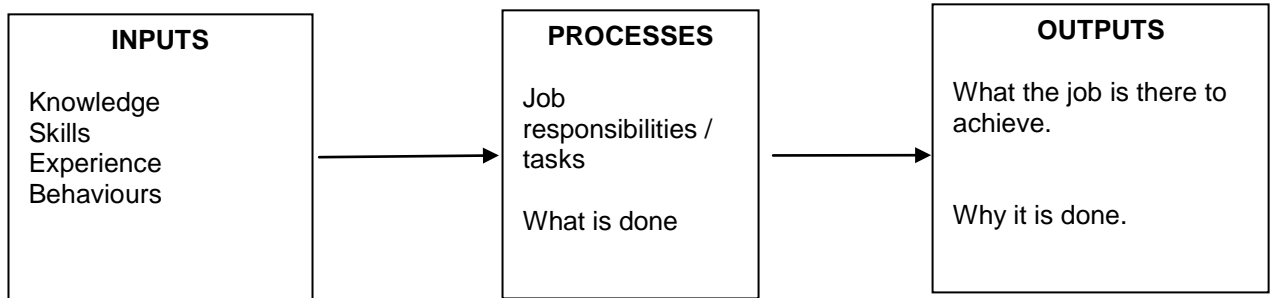 INPUTS
Knowledge
Skills
Experience
Behaviours
PROCESSES
Job
responsibilities /
tasks
What is done
OUTPUTS
What the job is there to
achieve.
Why it is done.